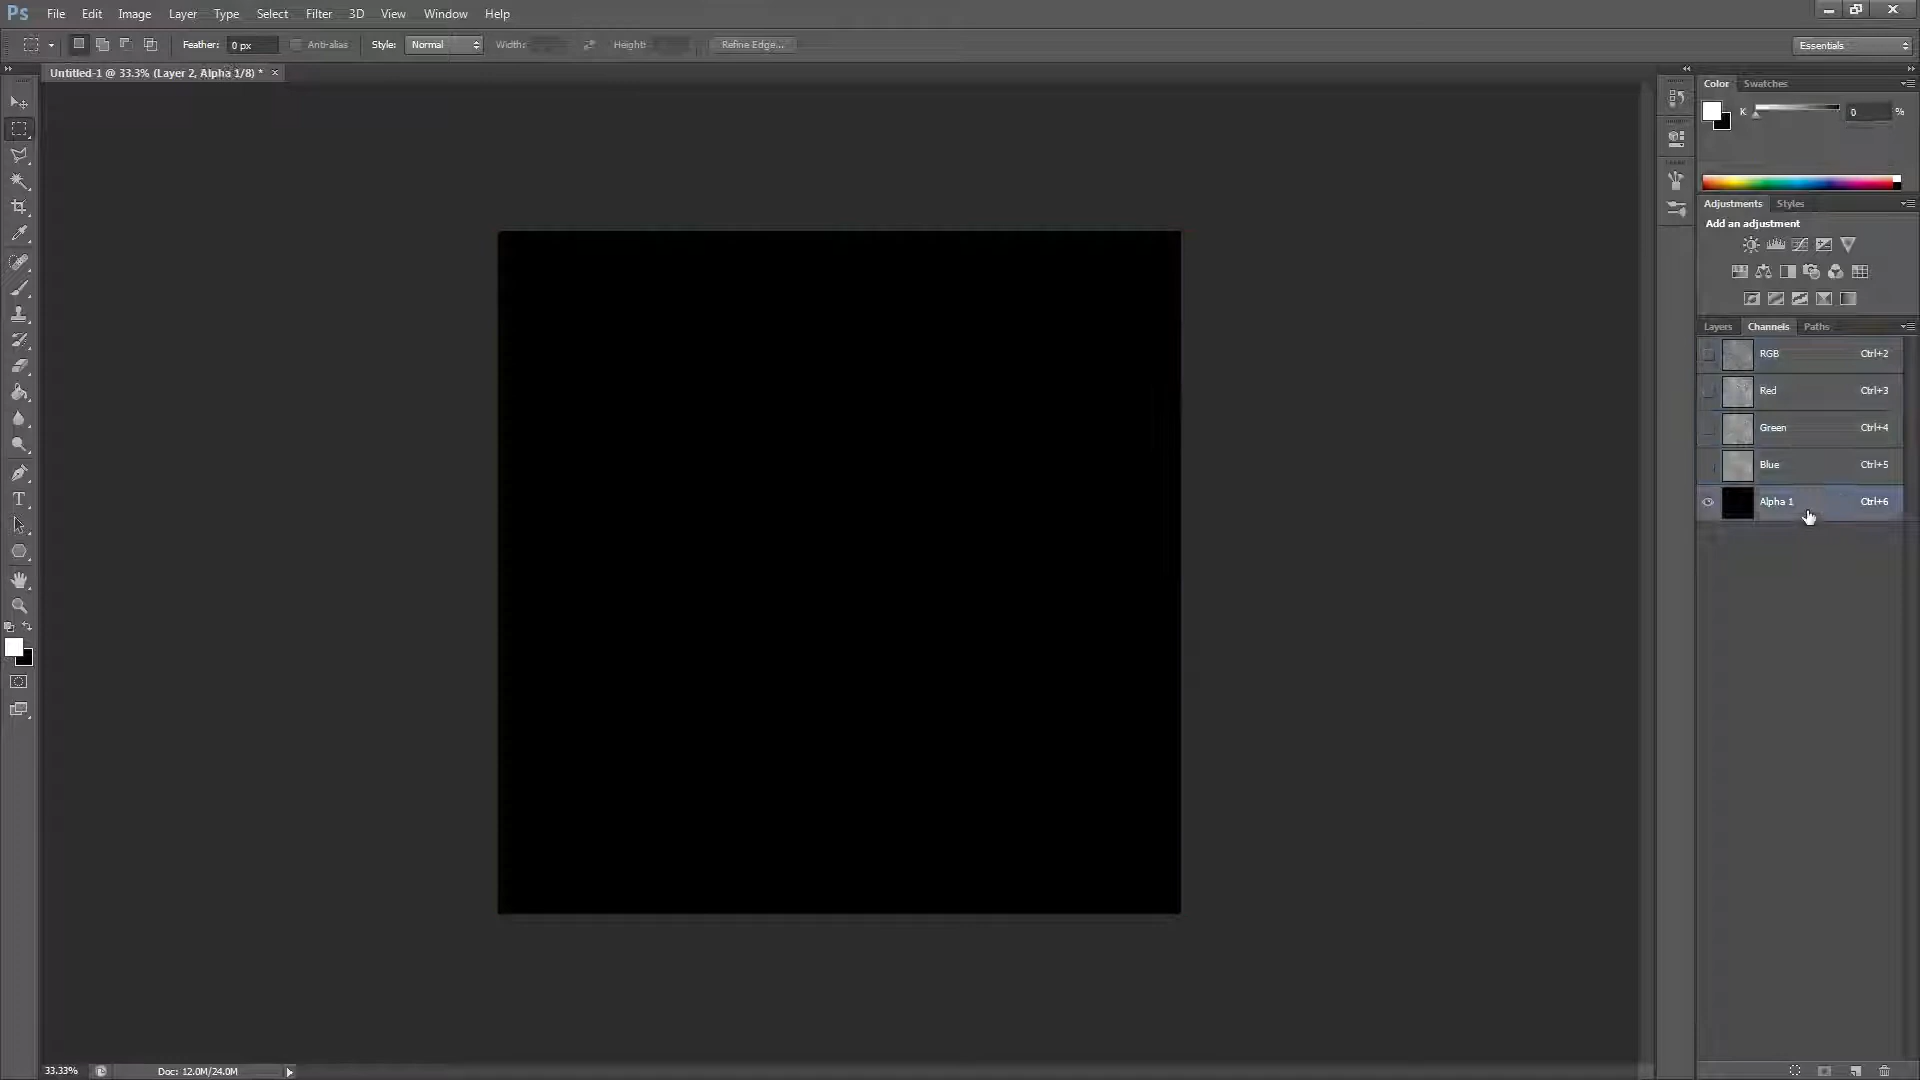 Ps File Edit Image Layer Type Select Filter 3D View Window Help
Feather: 0 px Anti-alias Style: Normal Width: Height: Refine Edge... Essentials
Untitled-1 @ 33.3% (Layer 2, Alpha 1/8) * ×
Color Swatches
K 0 %
Adjustments Styles
Add an adjustment
Layers Channels Paths
RGB Ctrl+2
Red Ctrl+3
Green Ctrl+4
Blue Ctrl+5
Alpha 1 Ctrl+6
T
33.33% Doc: 12.0M/24.0M